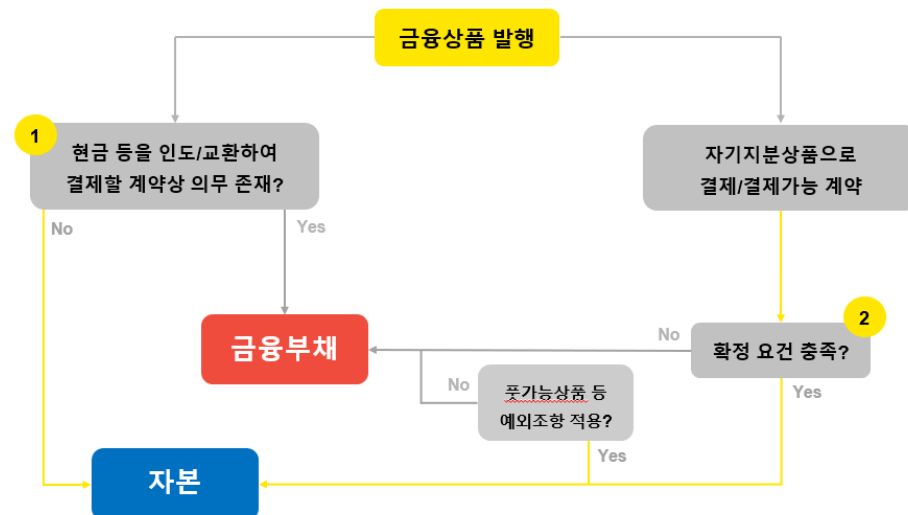 금융상품 발행
1
현금 등을 인도/교환하여
결제할 계약상 의무 존재?
자기지분상품으로
결제/결제가능 계약
No
Yes
2
금융부채
No
확정 요건 충족?
No
풋가능상품 등
예외조항 적용?
Yes
Yes
자본